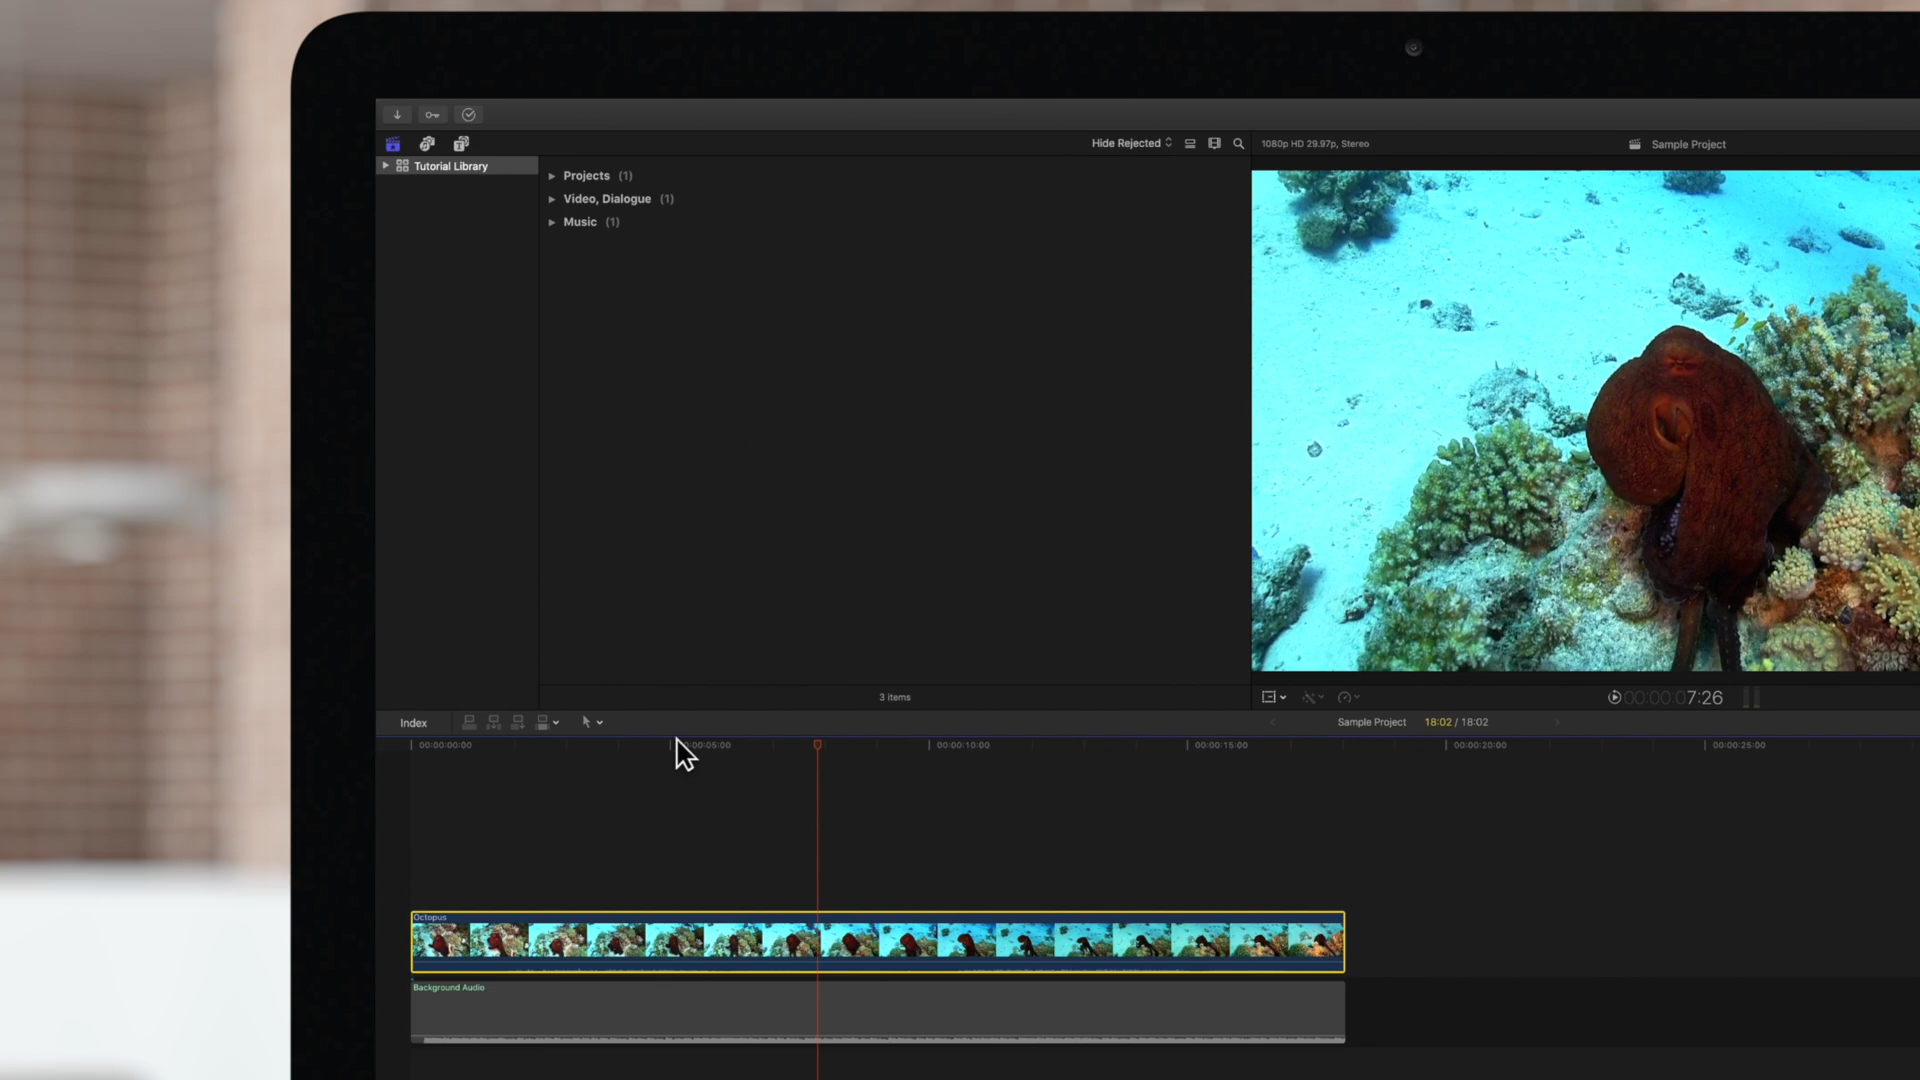 Hide Rejected
1080p HD 29.97p, Stereo
Sample Project
Tutorial Library
Projects (1)
Video, Dialogue (1)
Music (1)
3 items
00:00:07:26
Index
Sample Project
18:02 / 18:02
00:00:00:00
00:05:00
00:00:10:00
00:00:15:00
00:00:20:00
00:00:25:00
Octopus
Background Audio